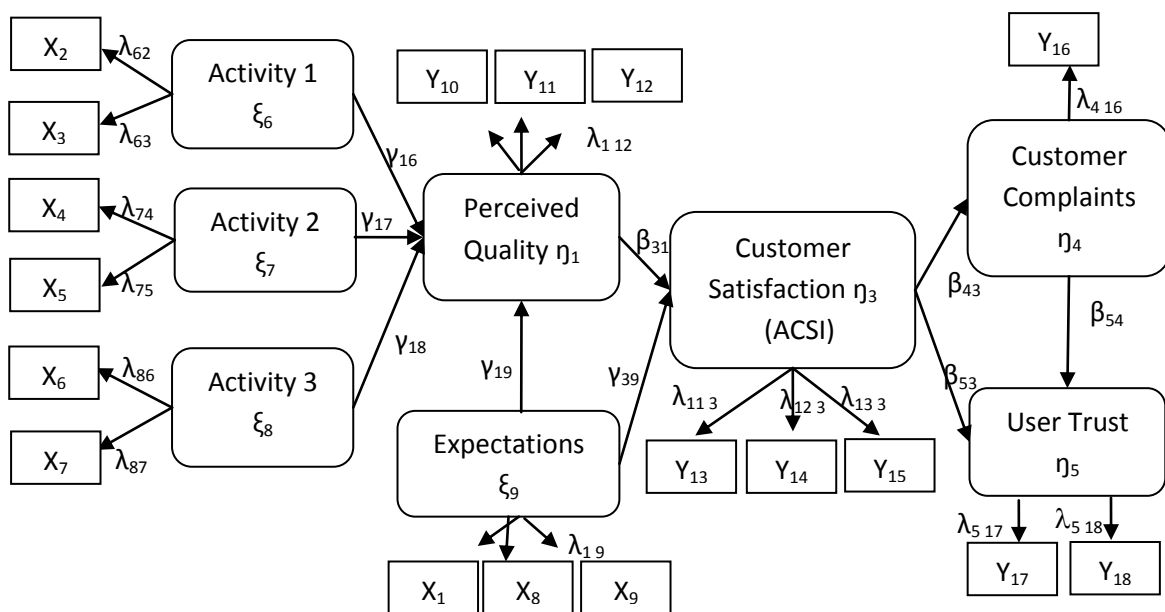 X2
λ62
Activity 1
ξ6
X3
λ63
X4
λ74
Activity 2
ξ7
X5
λ75
X6
λ86
Activity 3
ξ8
X7
λ87
γ16
γ17
γ18
Y10
Y11
Y12
λ1 12
Perceived
Quality η1
γ19
Expectations
ξ9
λ1 9
X1
X8
X9
β31
γ39
Customer
Satisfaction η3
(ACSI)
λ11 3
λ12 3
λ13 3
Y13
Y14
Y15
β43
β53
Y16
λ4 16
Customer
Complaints
η4
β54
User Trust
η5
λ5 17
λ5 18
Y17
Y18